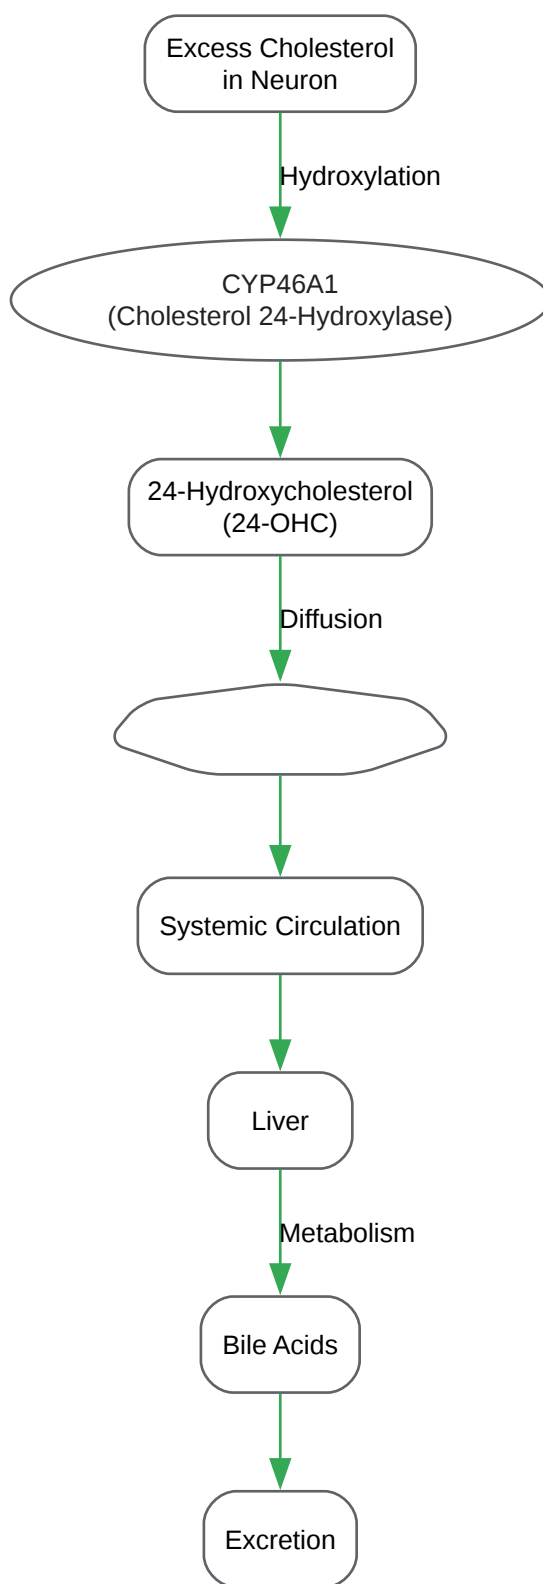 Excess Cholesterol
in Neuron
Hydroxylation
CYP46A1
(Cholesterol 24-Hydroxylase)
24-Hydroxycholesterol
(24-OHC)
Diffusion
Systemic Circulation
Liver
Metabolism
Bile Acids
Excretion